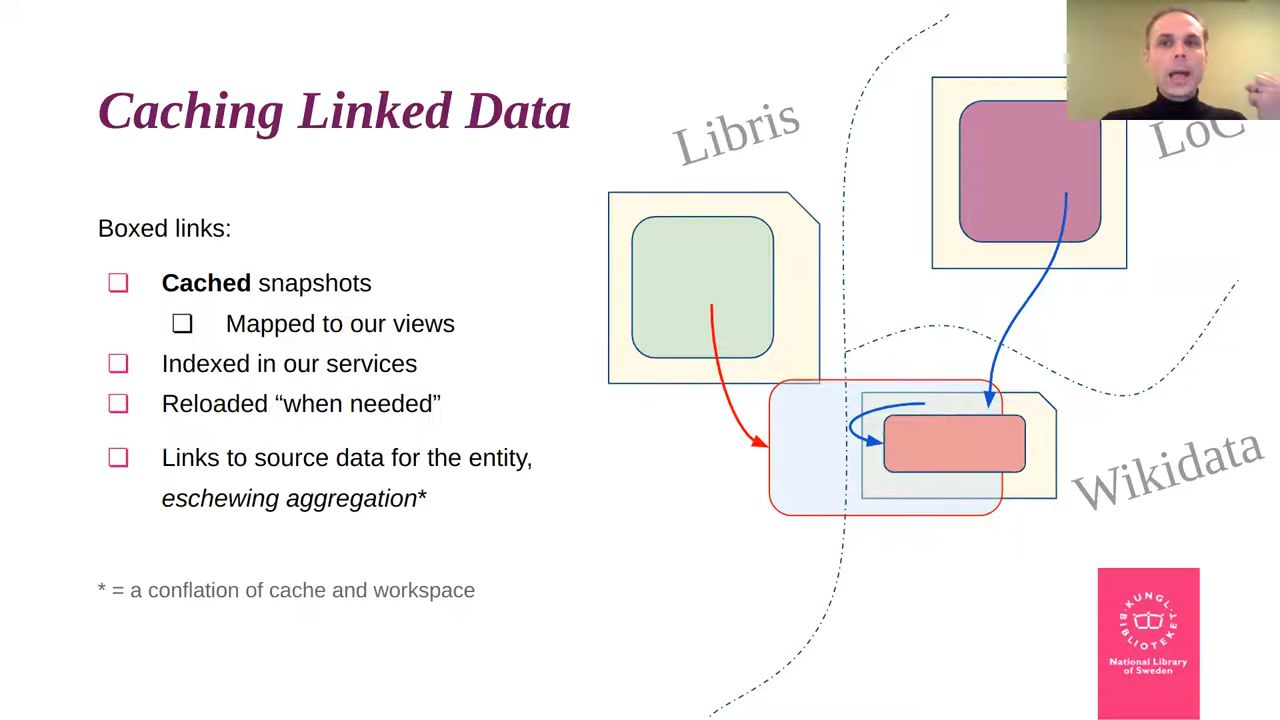 Caching Linked Data
Boxed links:
❏ Cached snapshots
❏ Mapped to our views
❏ Indexed in our services
❏ Reloaded “when needed”
❏ Links to source data for the entity,
eschewing aggregation*
* = a conflation of cache and workspace
Libris
LoC
Wikidata
KUNGL.
BIBLIOTEKET
National Library
of Sweden